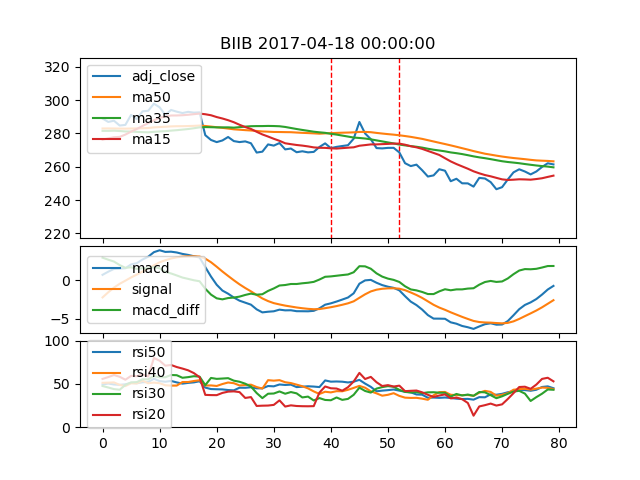 BIIB 2017-04-18 00:00:00
320
300
280
260
240
220
adj_close
ma50
ma35
ma15
0
−5
macd
signal
macd_diff
100
50
0
rsi50
rsi40
rsi30
rsi20
0 10 20 30 40 50 60 70 80